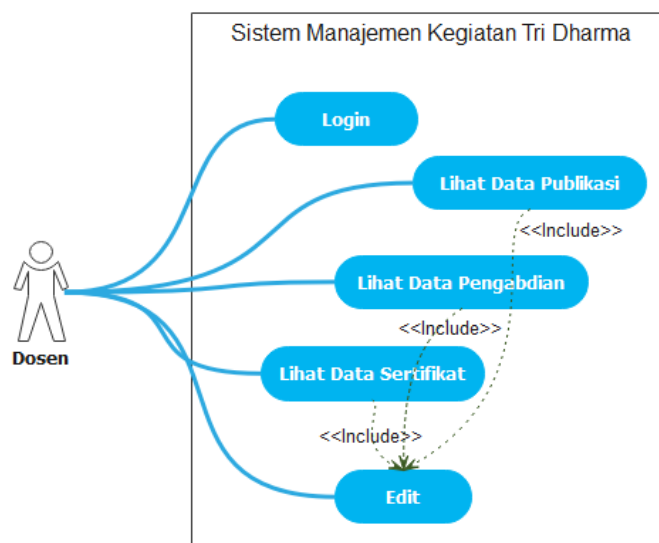 Sistem Manajemen Kegiatan Tri Dharma
Login
Lihat Data Publikasi
<<Include>>
Lihat Data Pengabdian
<<Include>>
Dosen
Lihat Data Sertifikat
<<Include>>
Edit